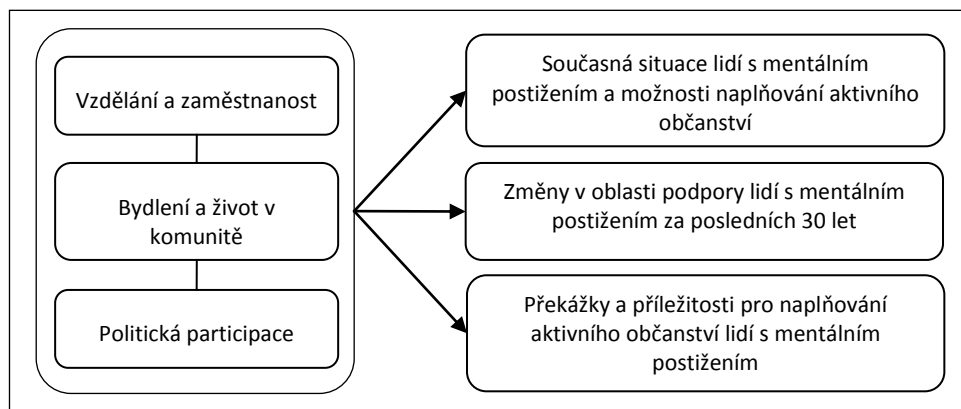 Vzdělání a zaměstnanost
Bydlení a život v
komunitě
Politická participace
Současná situace lidí s mentálním
postižením a možnosti naplňování aktivního
občanství
Změny v oblasti podpory lidí s mentálním
postižením za posledních 30 let
Překážky a příležitosti pro naplňování
aktivního občanství lidí s mentálním
postižením